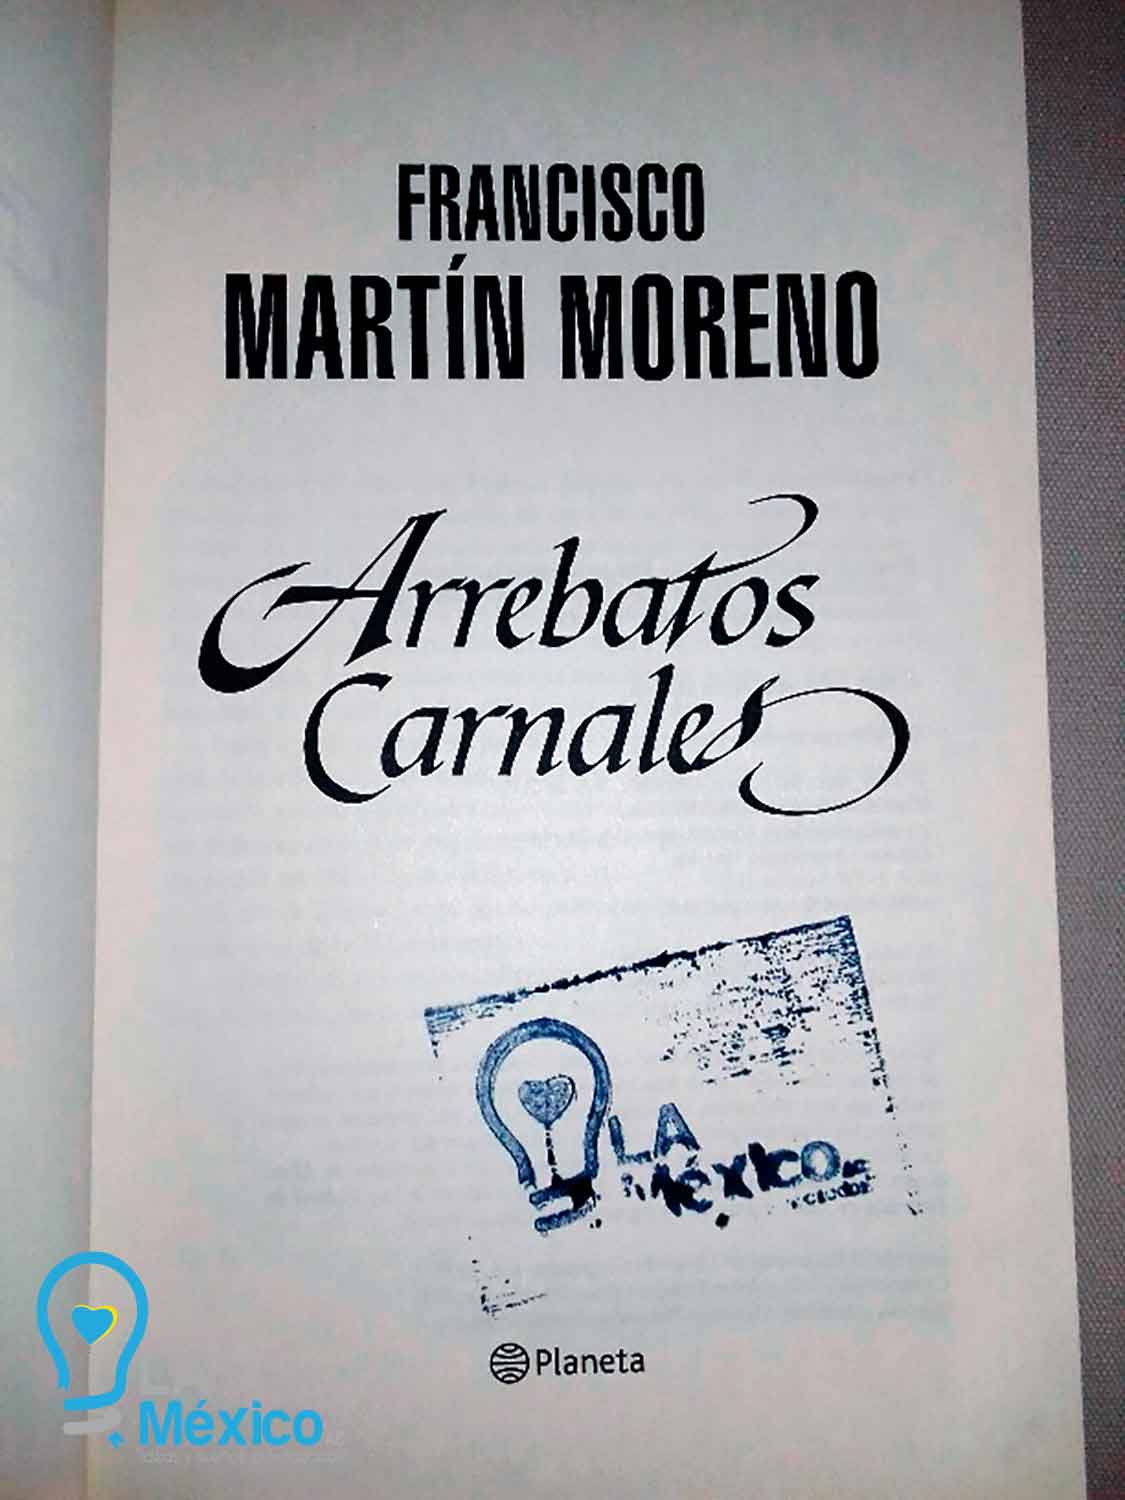 FRANCISCO
MARTÍN MORENO
Arrebatos
Carnales
LA
México
Planeta
México